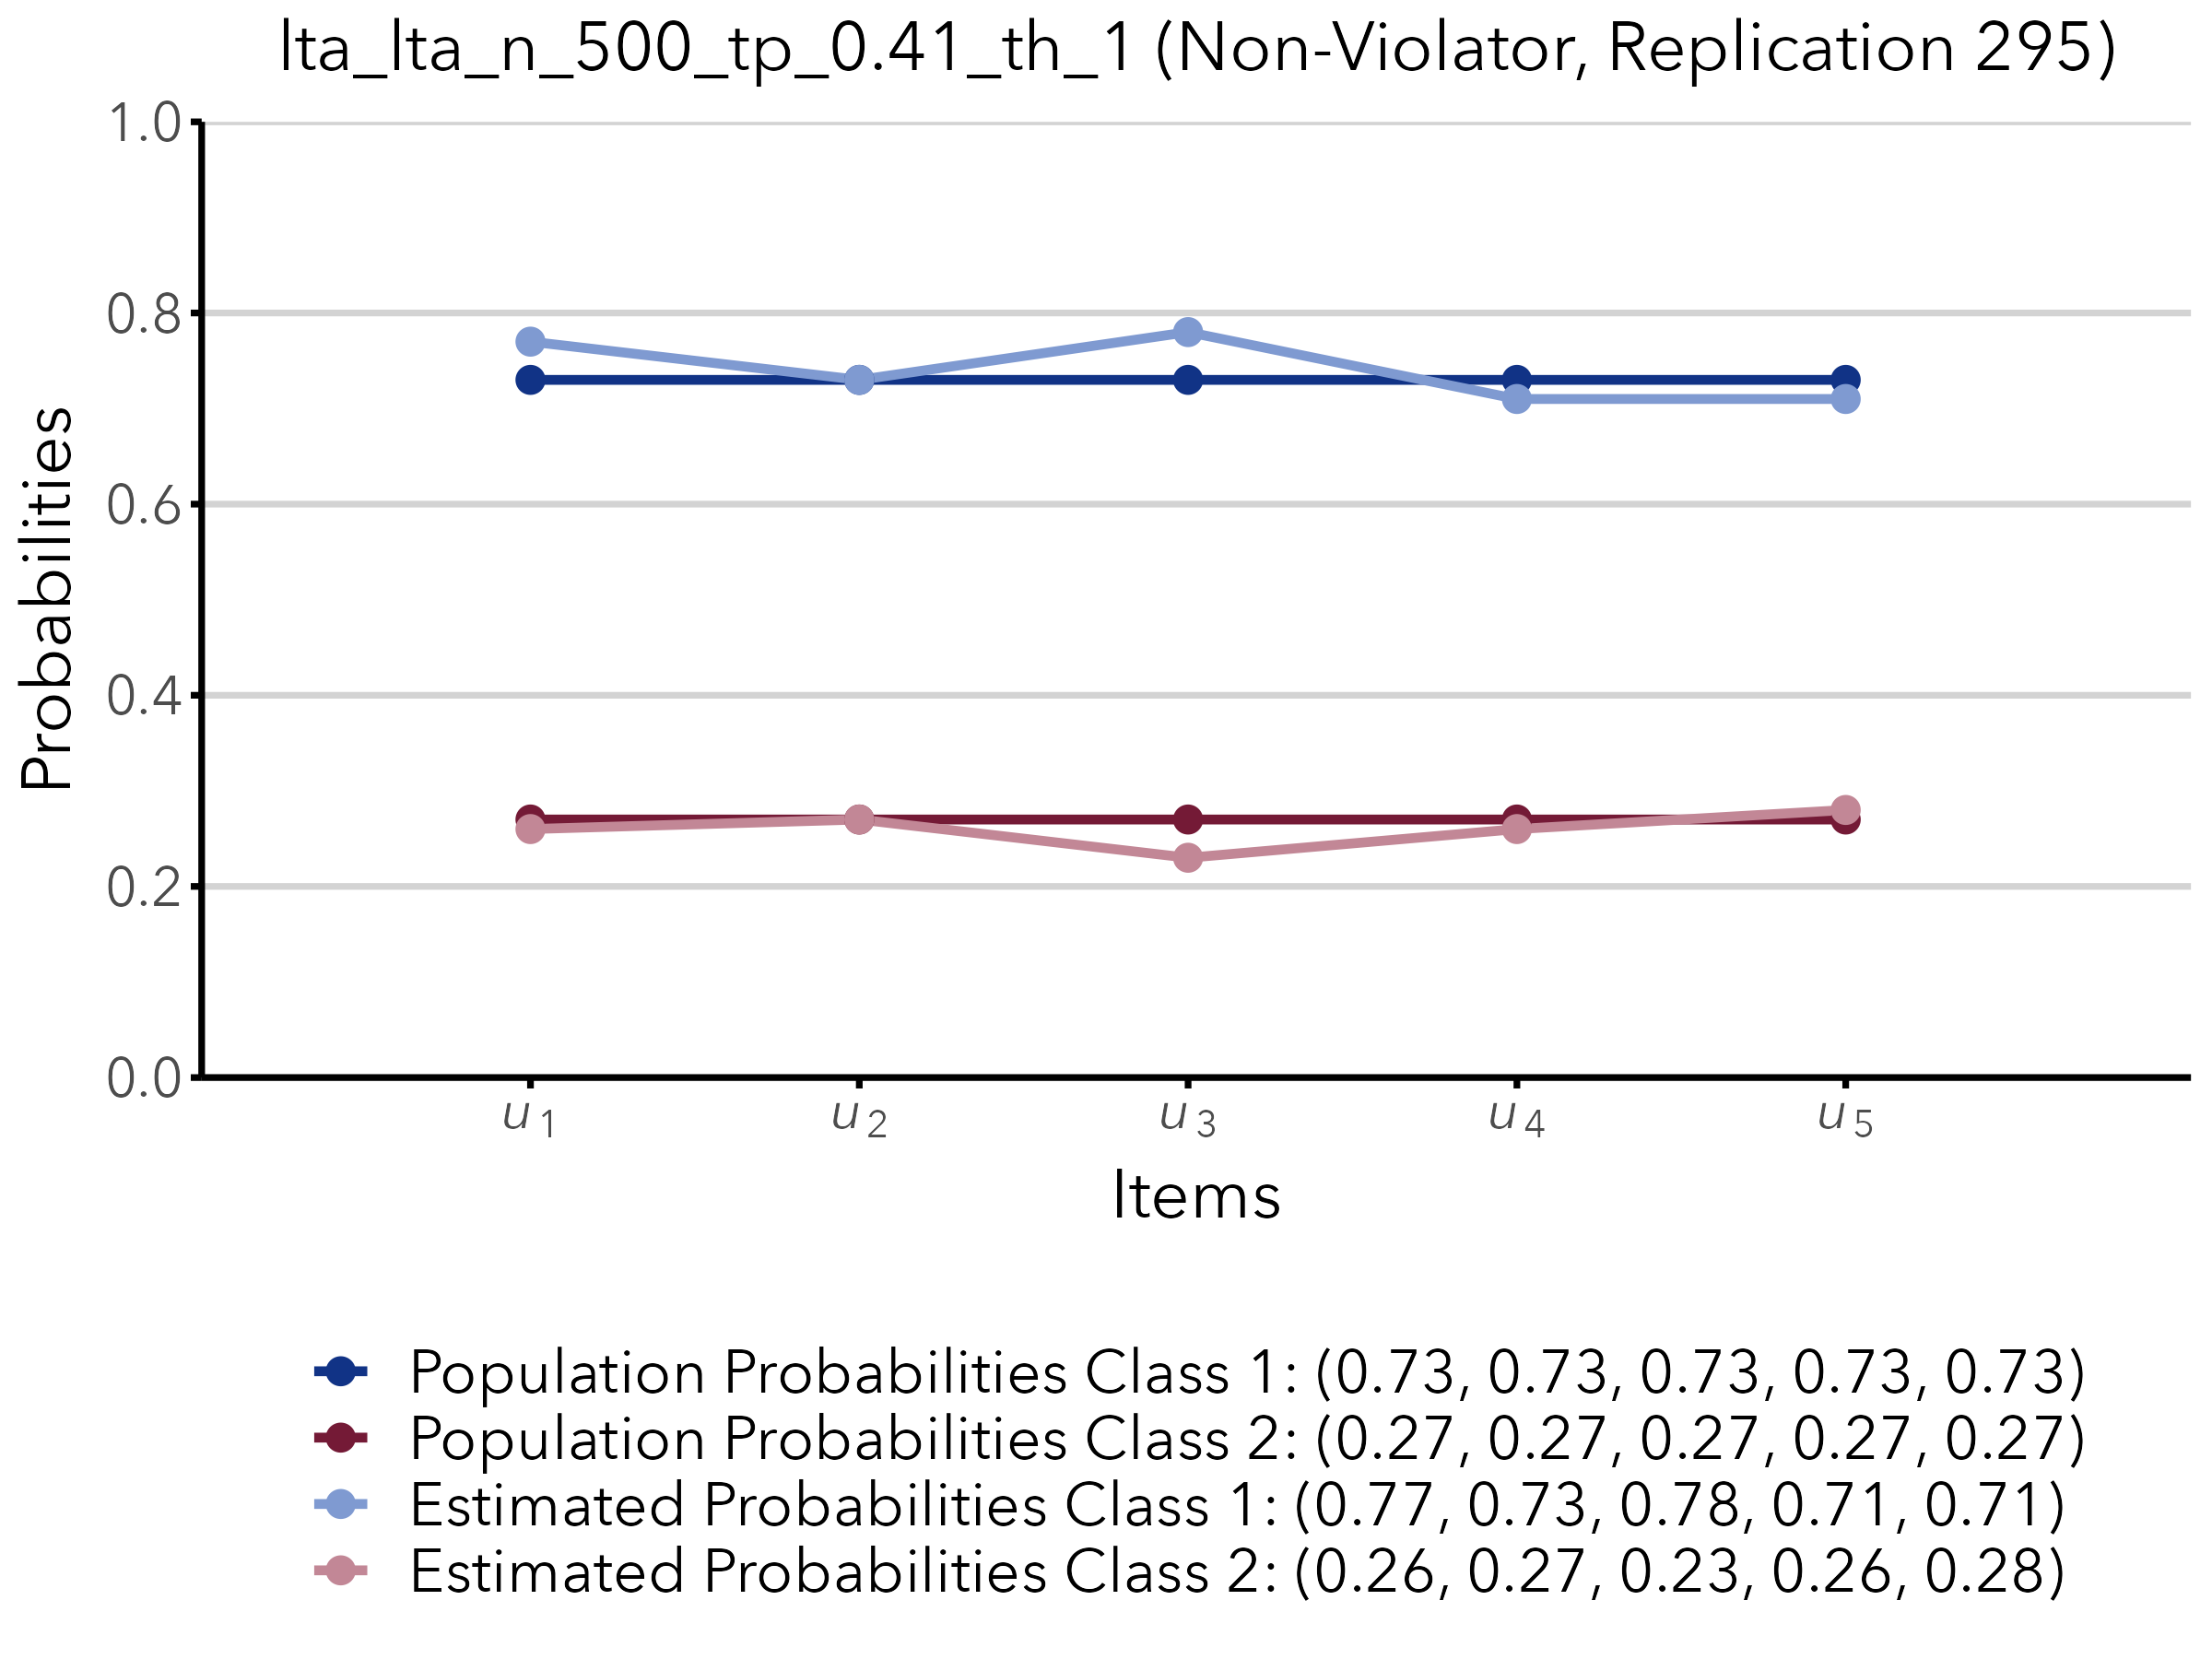 lta_lta_n_500_tp_0.41_th_1 (Non-Violator, Replication 295)
1.0
0.8
0.6
0.4
0.2
0.0
Probabilities
u1 u2 u3 u4 u5
Items
Population Probabilities Class 1: (0.73, 0.73, 0.73, 0.73, 0.73)
Population Probabilities Class 2: (0.27, 0.27, 0.27, 0.27, 0.27)
Estimated Probabilities Class 1: (0.77, 0.73, 0.78, 0.71, 0.71)
Estimated Probabilities Class 2: (0.26, 0.27, 0.23, 0.26, 0.28)